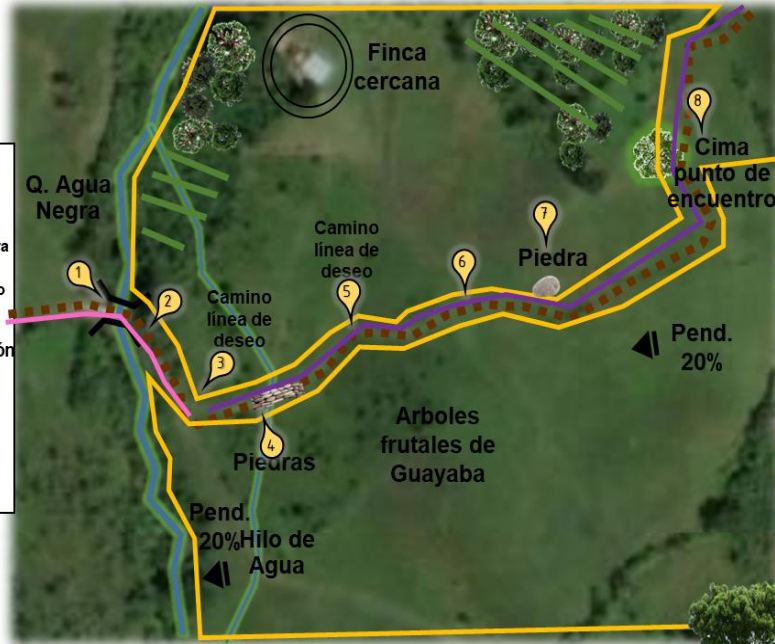 Finca
cercana
8
Cima
punto de
encuentro
Q. Agua
Negra
Camino
línea de
deseo
7
Piedra
6
5
1
2
Camino
línea de
deseo
3
ón
Pend.
20%
Arboles
frutales de
Guayaba
4
Piedras
Pend.
20%
Hilo de
Agua